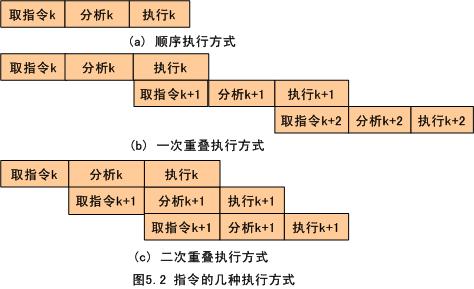 取指令k 分析k 执行k
(a) 顺序执行方式
取指令k 分析k 执行k
取指令k+1 分析k+1 执行k+1
取指令k+2 分析k+2 执行k+2
(b) 一次重叠执行方式
取指令k 分析k 执行k
取指令k+1 分析k+1 执行k+1
取指令k+1 分析k+1 执行k+1
(c) 二次重叠执行方式
图5.2 指令的几种执行方式